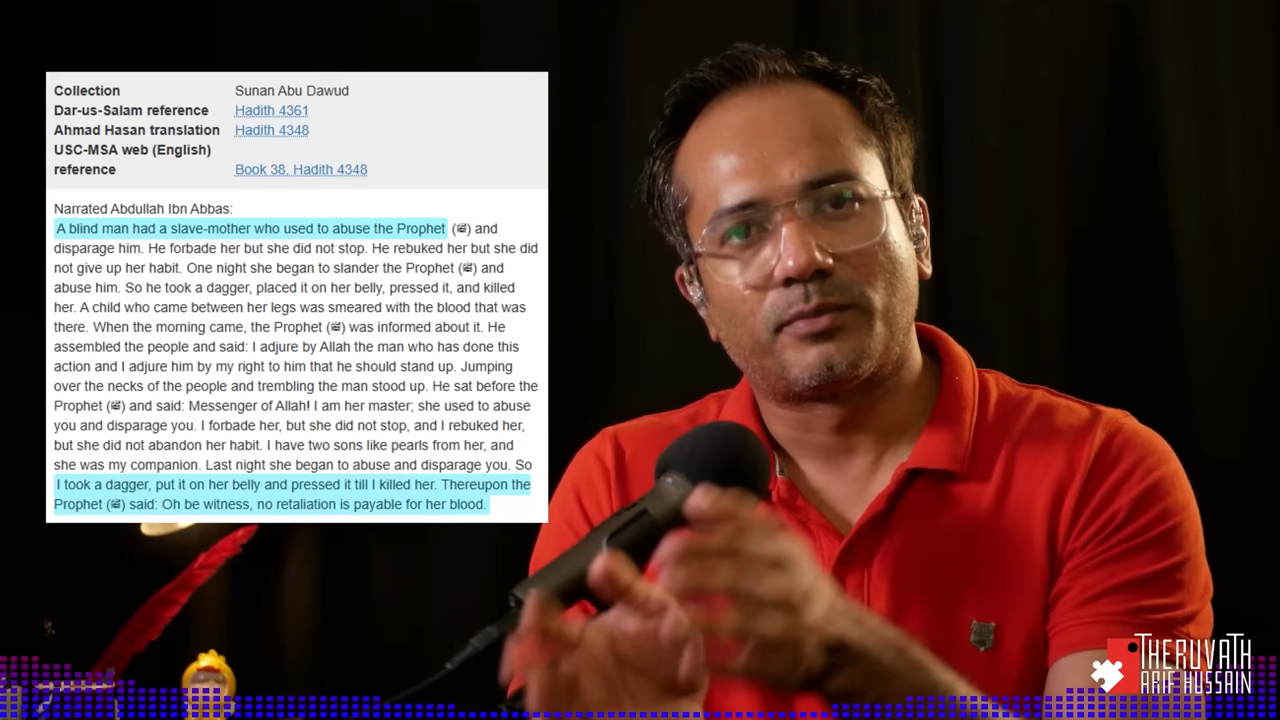 Collection Sunan Abu Dawud
Dar-us-Salam reference Hadith 4361
Ahmad Hasan translation Hadith 4348
USC-MSA web (English)
reference Book 38, Hadith 4348
Narrated Abdullah Ibn Abbas:
A blind man had a slave-mother who used to abuse the Prophet (ﷺ) and
disparage him. He forbade her but she did not stop. He rebuked her but she did
not give up her habit. One night she began to slander the Prophet (ﷺ) and
abuse him. So he took a dagger, placed it on her belly, pressed it, and killed
her. A child who came between her legs was smeared with the blood that was
there. When the morning came, the Prophet (ﷺ) was informed about it. He
assembled the people and said: I adjure by Allah the man who has done this
action and I adjure him by my right to him that he should stand up. Jumping
over the necks of the people and trembling the man stood up. He sat before the
Prophet (ﷺ) and said: Messenger of Allah! I am her master; she used to abuse
you and disparage you. I forbade her, but she did not stop, and I rebuked her,
but she did not abandon her habit. I have two sons like pearls from her, and
she was my companion. Last night she began to abuse and disparage you. So
I took a dagger, put it on her belly and pressed it till I killed her. Thereupon the
Prophet (ﷺ) said: Oh be witness, no retaliation is payable for her blood.
THERUVATH
ARIF HUSSAIN